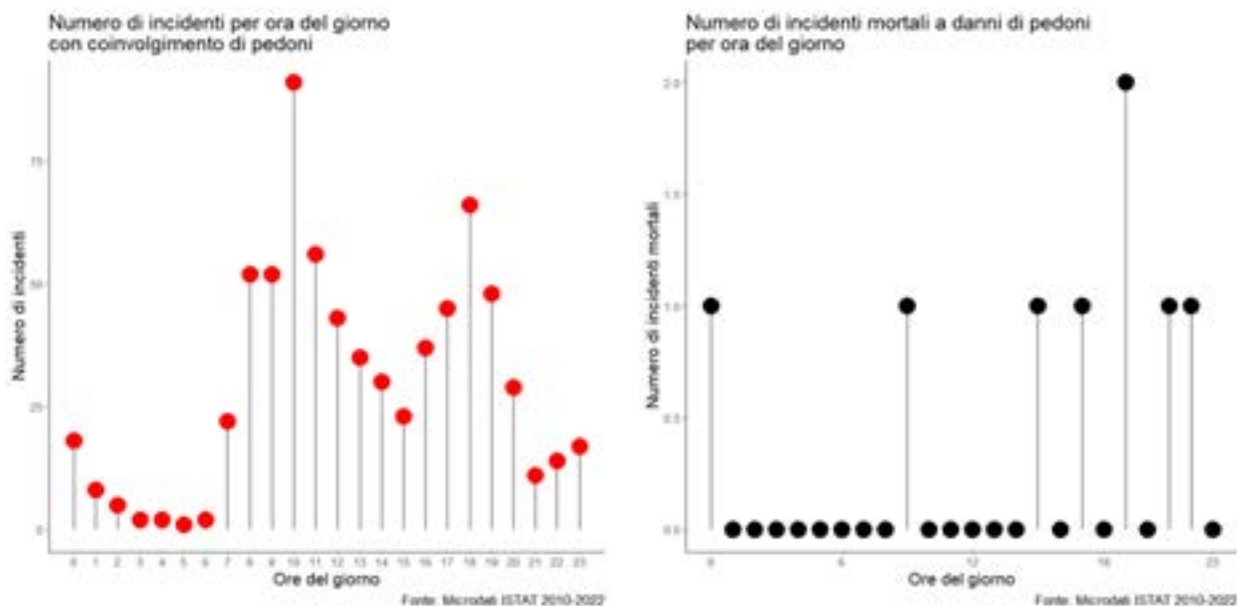 Numero di incidenti per ora del giorno
con coinvolgimento di pedoni
Numero di incidenti
75
50
25
0
0 1 2 3 4 5 6 7 8 9 10 11 12 13 14 15 16 17 18 19 20 21 22 23
Ore del giorno
Fonte: Microdati ISTAT 2010-2022
Numero di incidenti mortali a danni di pedoni
per ora del giorno
Numero di incidenti mortali
2.0
1.5
1.0
0.5
0.0
0 6 12 18 23
Ore del giorno
Fonte: Microdati ISTAT 2010-2022